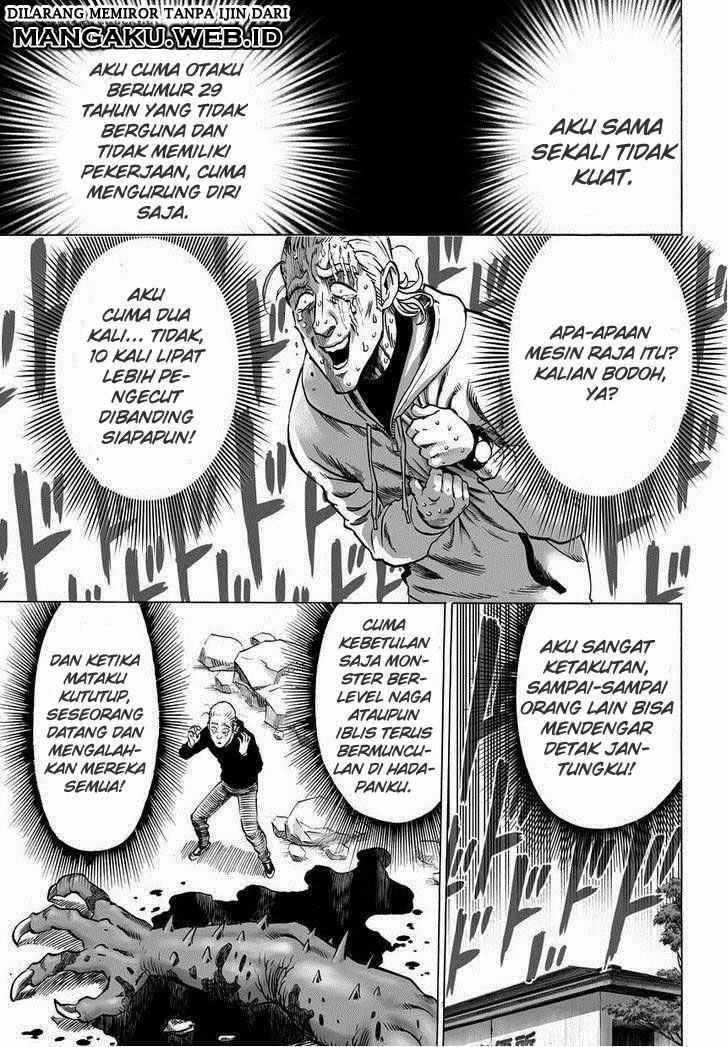 DILARANG MEMIROR TANPA IJIN DARI
MANGAKU.WEB.ID
AKU SAMA
SEKALI TIDAK
KUAT.
AKU CUMA OTAKU
BERUMUR 29
TAHUN YANG TIDAK
BERGUNA DAN
TIDAK MEMILIKI
PEKERJAAN, CUMA
MENGURUNG DIRI
SAJA.
APA-APAAN
MESIN RAJA ITU?
KALIAN BODOH,
YA?
AKU
CUMA DUA
KALI... TIDAK,
10 KALI LIPAT
LEBIH PE-
NGECUT
DIBANDING
SIAPAPUN!
AKU SANGAT
KETAKUTAN,
SAMPAI-SAMPAI
ORANG LAIN BISA
MENDENGAR
DETAK JAN-
TUNGKU!
CUMA
KEBETULAN
SAJA MON-
STER BER-
LEVEL NAGA
ATAUPUN
IBLIS TERUS
BERMUNCU-
LAN DI HADA-
PANKU.
DAN KETIKA
MATAKU
KUTUTUP,
SESEORANG
DATANG DAN
MENGALAH-
KAN MEREKA
SEMUA!